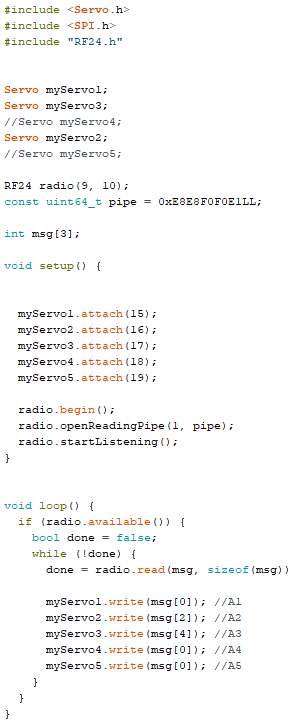 #include <Servo.h>
#include <SPI.h>
#include "RF24.h"
Servo myServo1;
Servo myServo3;
//Servo myServo4;
Servo myServo2;
//Servo myServo5;
RF24 radio(9, 10);
const uint64_t pipe = 0xE8E8F0F0E1LL;
int msg[3];
void setup() {
myServo1.attach(15);
myServo2.attach(16);
myServo3.attach(17);
myServo4.attach(18);
myServo5.attach(19);
radio.begin();
radio.openReadingPipe(1, pipe);
radio.startListening();
}
void loop() {
if (radio.available()) {
bool done = false;
while (!done) {
done = radio.read(msg, sizeof(msg))
myServo1.write(msg[0]); //A1
myServo2.write(msg[2]); //A2
myServo3.write(msg[4]); //A3
myServo4.write(msg[0]); //A4
myServo5.write(msg[0]); //A5
}
}
}